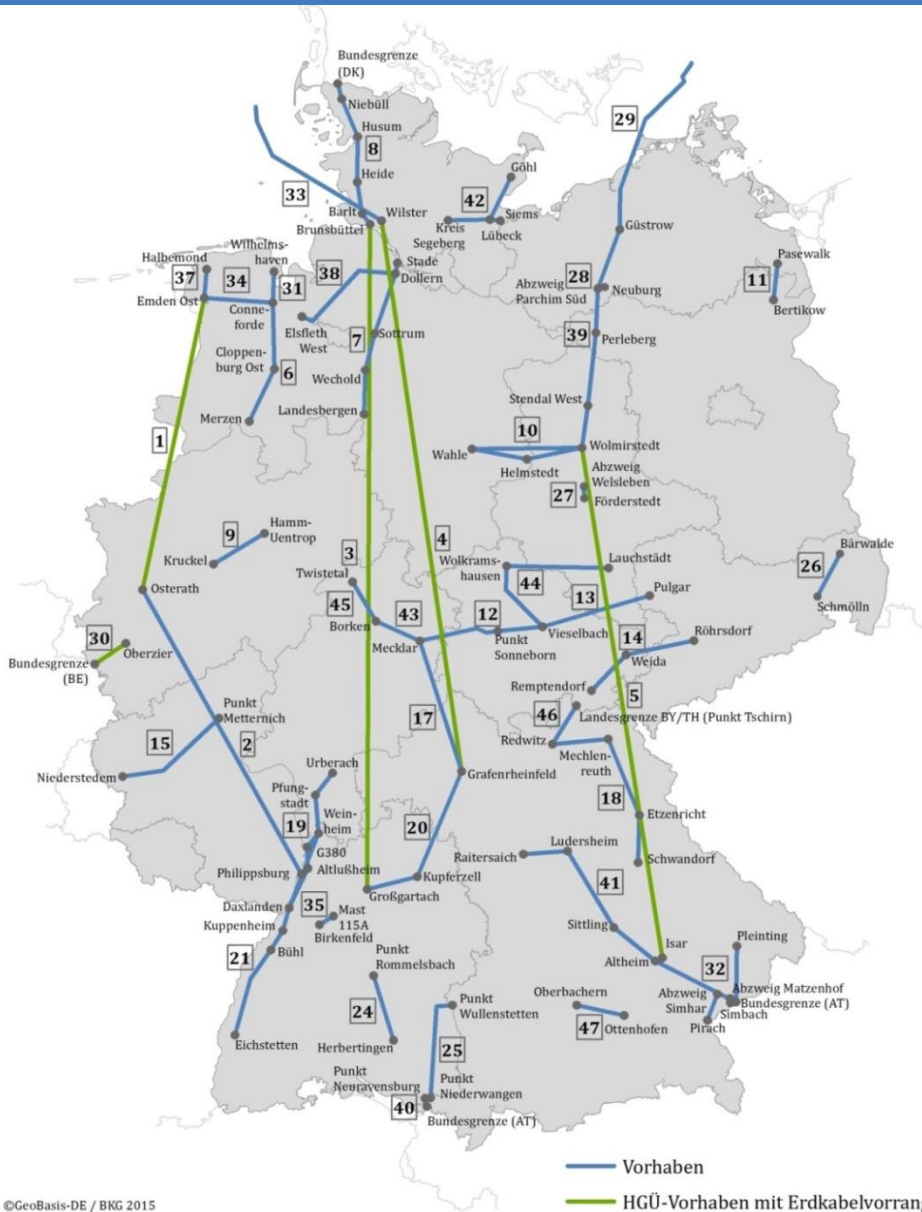 Bundesgrenze
(DK)
Niebüll
Husum
8
Heide
29
Göhl
42
33
Barlt
Wilster
Siems
Brunsbüttel
Kreis
Segeberg
Lübeck
Güstrow
Halbemond
Wilhelms-
haven
Stade
Dollern
38
37
34
31
28
Pasewalk
11
Abzweig
Parchim Süd
Neuburg
Bertikow
Emden Ost
Conne-
forde
Elsfleth
West
7
Sottrum
39
Perleberg
Cloppen-
burg Ost
6
Wechold
Merzen
Landesbergen
Stendal West
1
10
Wahle
Wolmirstedt
Helmstedt
Abzweig
Welsleben
27
Förderstedt
9
Hamm-
Uentrop
Kruckel
3
4
Bärwalde
26
Schmölln
Twistetal
Wolkrams-
hausen
Lauchstädt
44
13
Pulgar
Osterath
45
43
12
Borken
Mecklar
Punkt
Sonneborn
Vieselbach
14
Röhrsdorf
Weida
30
Oberzier
Bundesgrenze
(BE)
Remptendorf
5
46
Landesgrenze BY/TH (Punkt Tschirn)
Punkt
Metternich
17
Redwitz
Mechlen-
reuth
15
2
Niederstedem
Urberach
Grafenrheinfeld
Pfung-
stadt
18
Etzenricht
19
Wein-
heim
20
G380
Ludersheim
Raitersaich
Schwandorf
Philippsburg
Altlußheim
Kupferzell
41
Großgartach
Daxlanden
35
Mast
115A
Kuppenheim
Birkenfeld
Sittling
Pleinting
21
Bühl
Isar
Altheim
32
Punkt
Rommelsbach
Abzweig Matzenhof
Abzweig
Simhar
Bundesgrenze (AT)
Simbach
Pirach
24
Punkt
Wullenstetten
Oberbachern
47
Ottenhofen
Eichstetten
Herbertingen
25
Punkt
Neuravensburg
Punkt
Niederwangen
40
Bundesgrenze (AT)
Vorhaben
HGÜ-Vorhaben mit Erdkabelvorrang
©GeoBasis-DE / BKG 2015